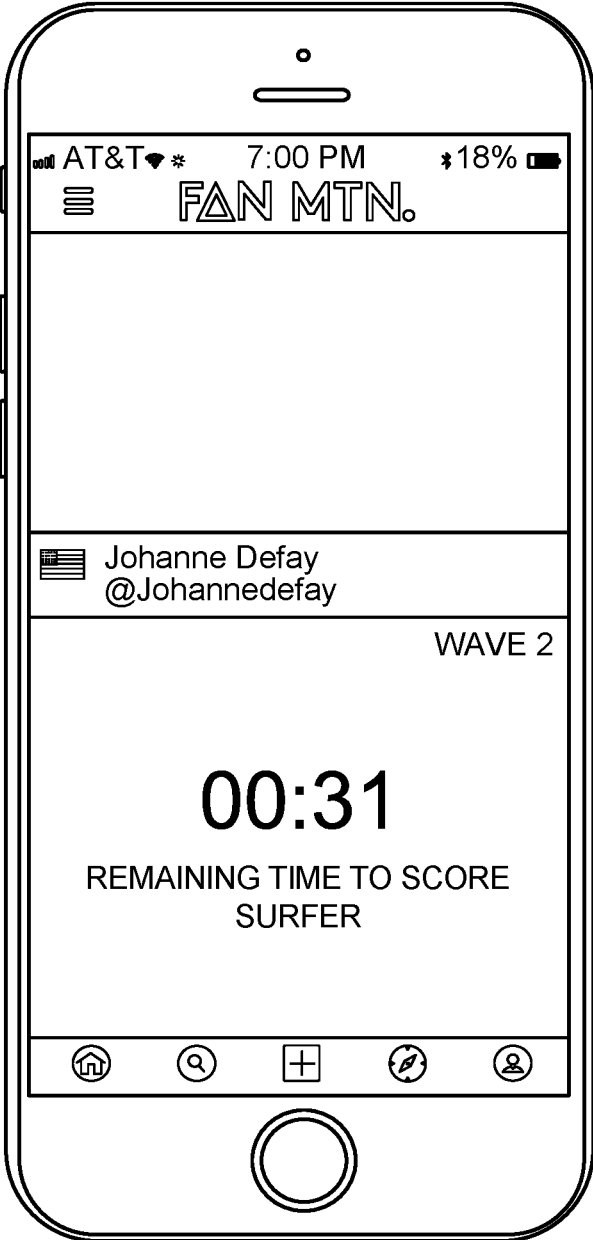 AT&T 7:00 PM 18%
FAN MTN.
Johanne Defay
@Johannedefay
WAVE 2
00:31
REMAINING TIME TO SCORE
SURFER